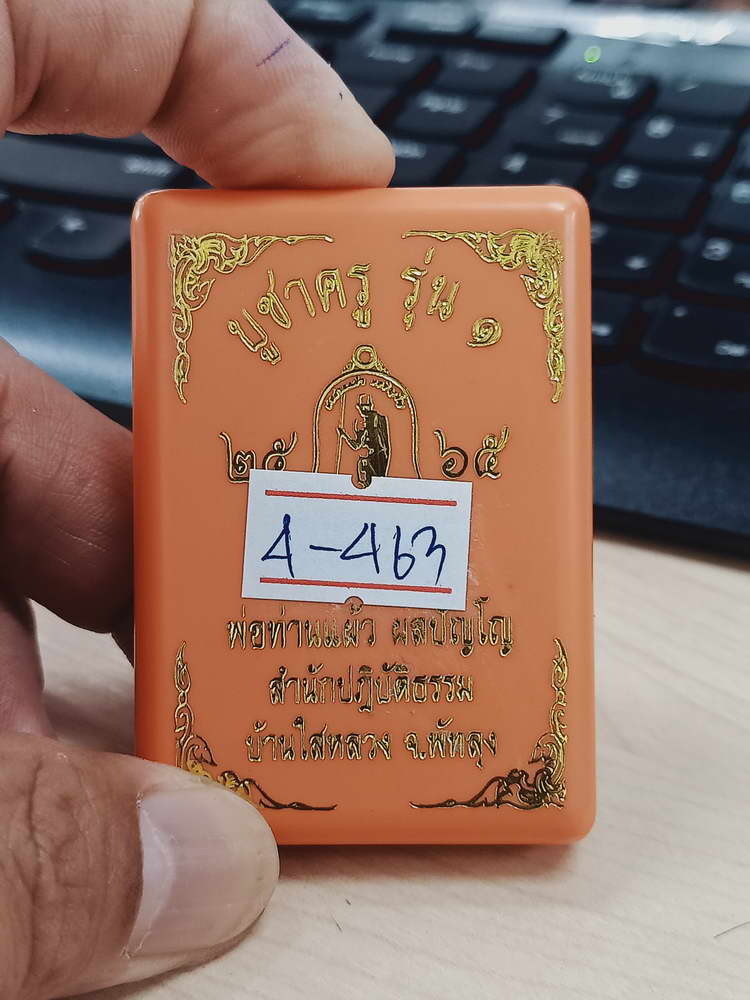 บูชาครู รุ่น ๑
๒๕ ๖๕
4-463
พ่อท่านแผ้ว ผลปัญโญ
สำนักปฏิบัติธรรม
บ้านใสหลวง จ.พัทลุง